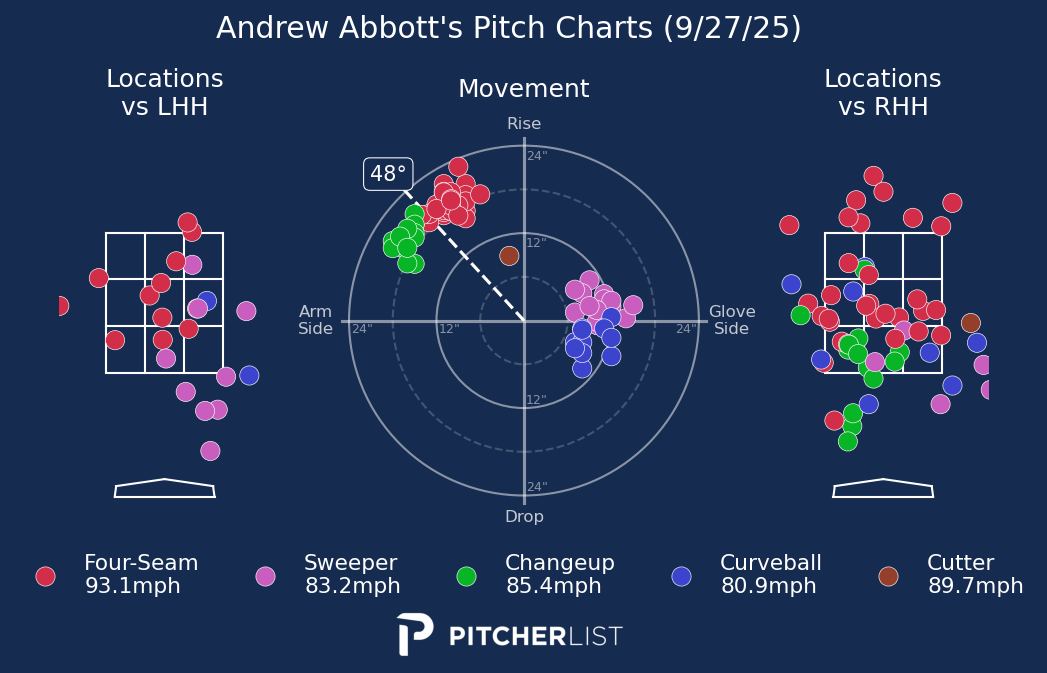 Andrew Abbott's Pitch Charts (9/27/25)
Locations
vs LHH
Movement
Locations
vs RHH
Rise
24"
48°
12"
Arm
Side
24"
12"
24"
Glove
Side
12"
24"
Drop
Four-Seam
93.1mph
Sweeper
83.2mph
Changeup
85.4mph
Curveball
80.9mph
Cutter
89.7mph
PITCHERLIST